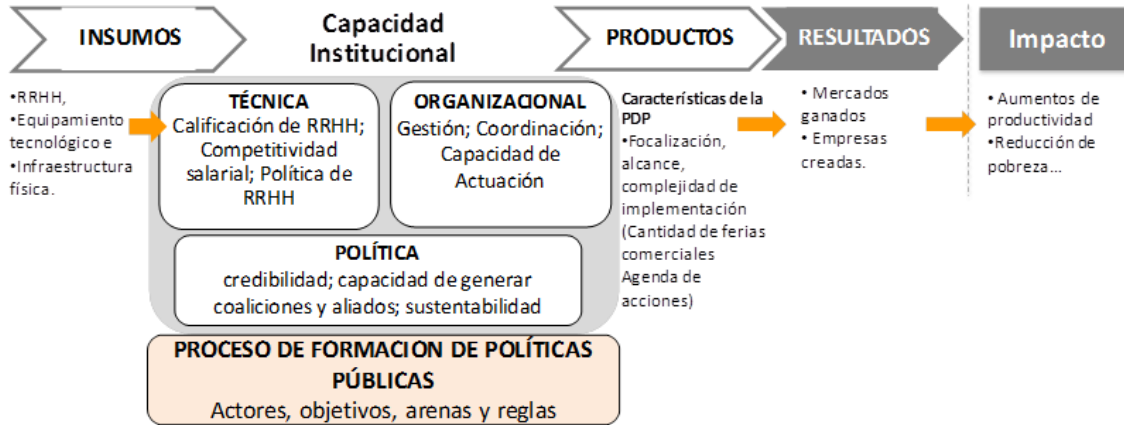 INSUMOS
Capacidad
Institucional
PRODUCTOS
RESULTADOS
Impacto
•RRHH,
•Equipamiento
tecnológico e
•Infraestructura
física.
TÉCNICA
Calificación de RRHH;
Competitividad
salarial; Política de
RRHH
ORGANIZACIONAL
Gestión; Coordinación;
Capacidad de
Actuación
POLÍTICA
credibilidad; capacidad de generar
coaliciones y aliados; sustentabilidad
PROCESO DE FORMACION DE POLÍTICAS
PÚBLICAS
Actores, objetivos, arenas y reglas
Características de la
PDP
•Focalización,
alcance,
complejidad de
implementación
(Cantidad de ferias
comerciales
Agenda de
acciones)
• Mercados
ganados
• Empresas
creadas.
• Aumentos de
productividad
•Reducción de
pobreza...